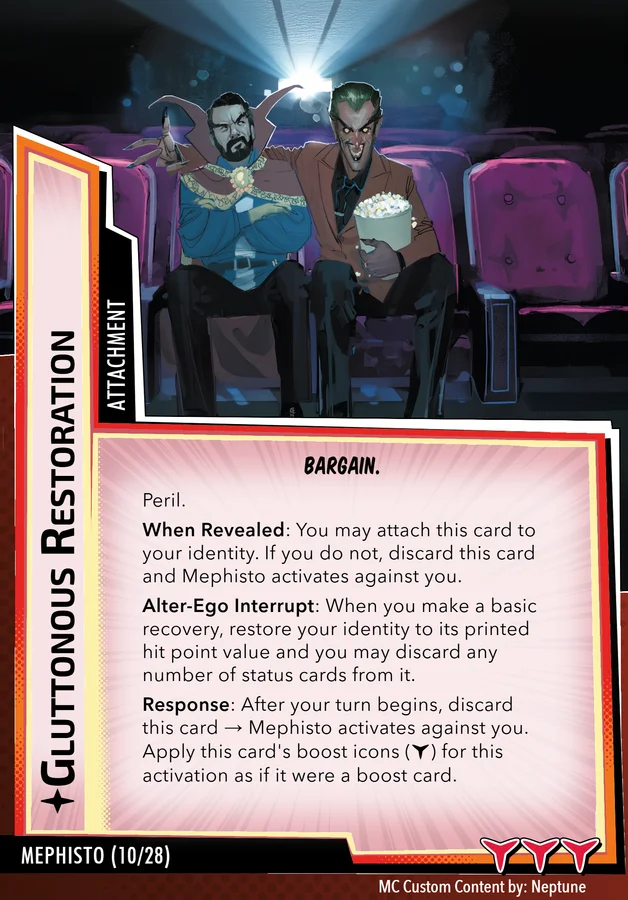 ATTACHMENT
GLUTTONOUS RESTORATION
BARGAIN.
Peril.
When Revealed: You may attach this card to
your identity. If you do not, discard this card
and Mephisto activates against you.
Alter-Ego Interrupt: When you make a basic
recovery, restore your identity to its printed
hit point value and you may discard any
number of status cards from it.
Response: After your turn begins, discard
this card → Mephisto activates against you.
Apply this card's boost icons ( ) for this
activation as if it were a boost card.
MEPHISTO (10/28)
MC Custom Content by: Neptune